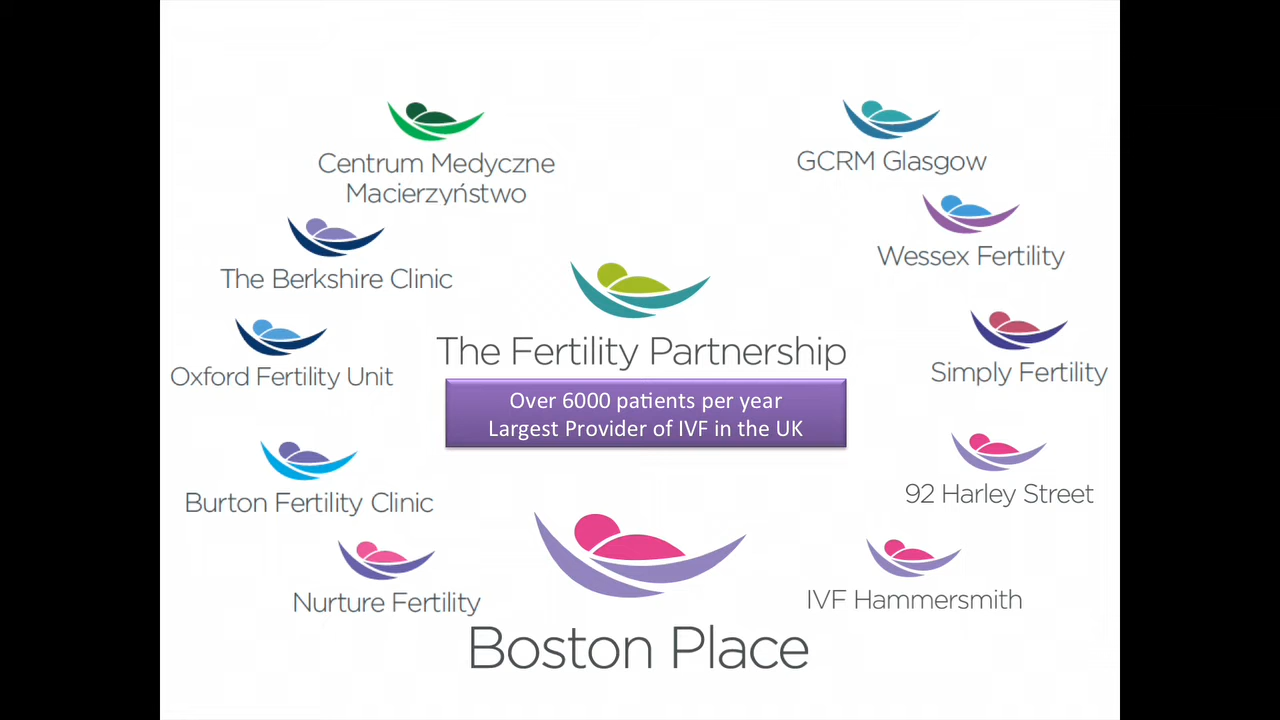 Centrum Medyczne
Macierzyństwo
GCRM Glasgow
The Berkshire Clinic
Wessex Fertility
Oxford Fertility Unit
The Fertility Partnership
Simply Fertility
Over 6000 patients per year
Largest Provider of IVF in the UK
Burton Fertility Clinic
92 Harley Street
Nurture Fertility
IVF Hammersmith
Boston Place